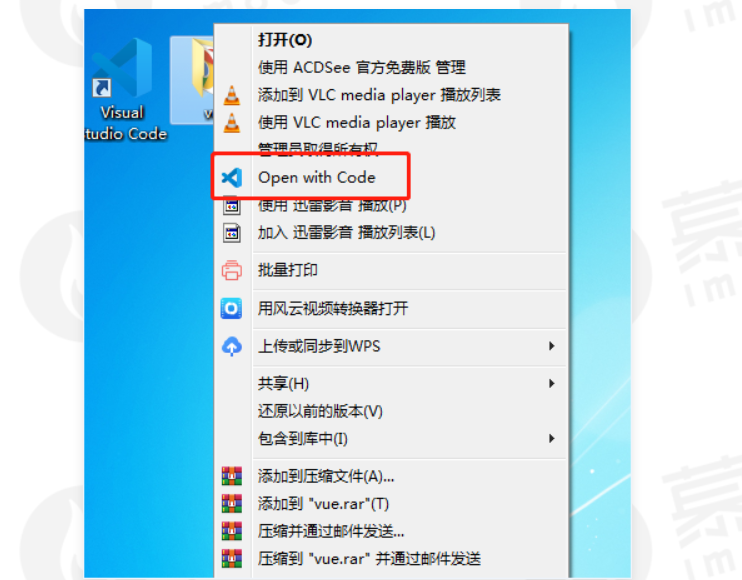 Visual
tudio Code
打开(O)
使用 ACDSee 官方免费版 管理
添加到 VLC media player 播放列表
使用 VLC media player 播放
管理员取得所有权
Open with Code
使用 迅雷影音 播放(P)
加入 迅雷影音 播放列表(L)
批量打印
用风云视频转换器打开
上传或同步到WPS
共享(H)
还原以前的版本(V)
包含到库中(I)
添加到压缩文件(A)...
添加到 "vue.rar"(T)
压缩并通过邮件发送...
压缩到 "vue.rar" 并通过邮件发送